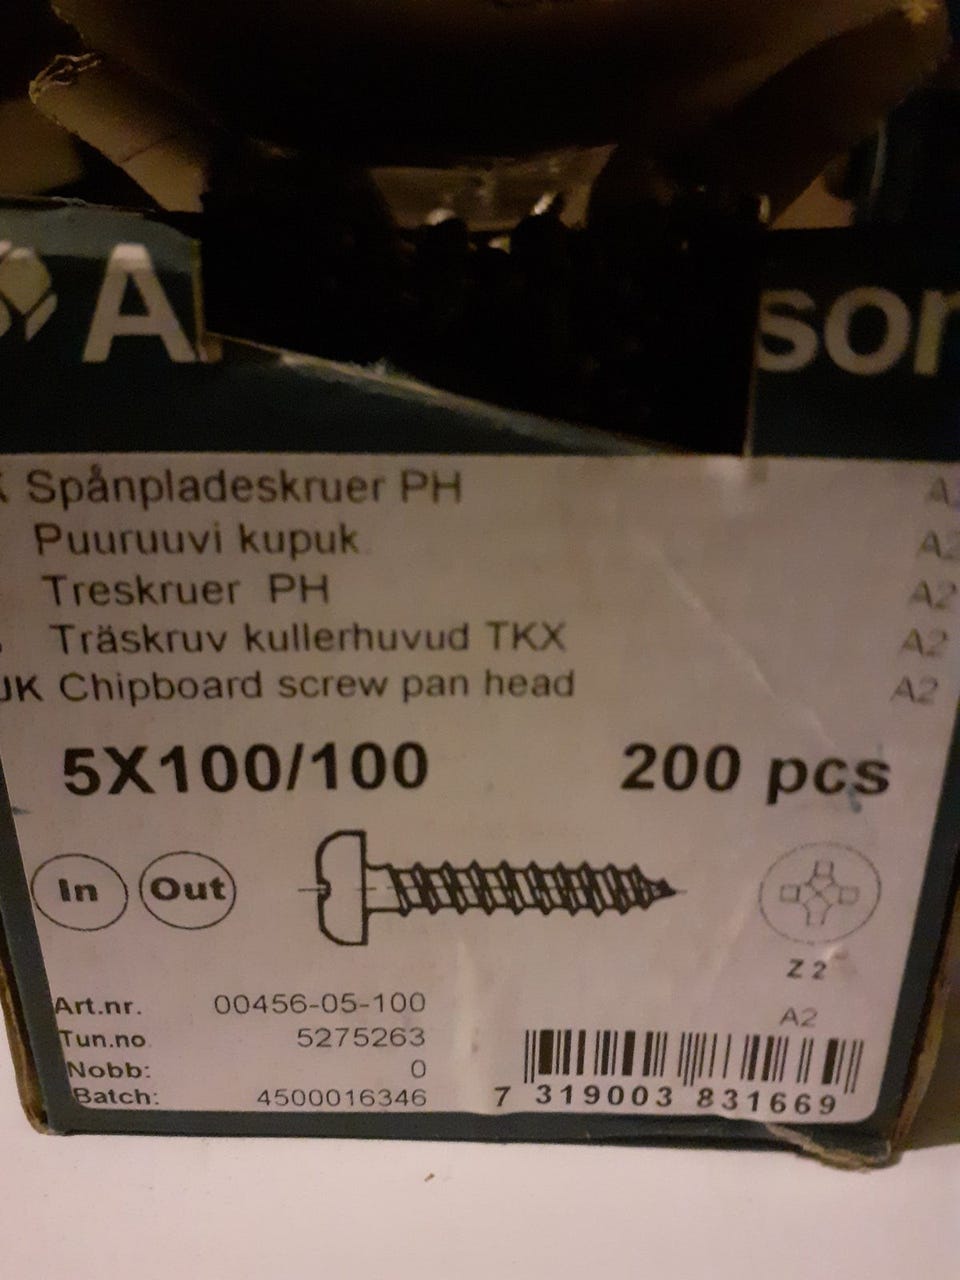 A
son
Spånpladeskruer PH A2
Puuruuvi kupuk A2
Treskruer PH A2
Träskruv kullerhuvud TKX A2
UK Chipboard screw pan head A2
5X100/100 200 pcs
In Out
Z 2
Art.nr. 00456-05-100 A2
Tun.no 5275263
Nobb: 0
Batch: 4500016346 7 319003 831669